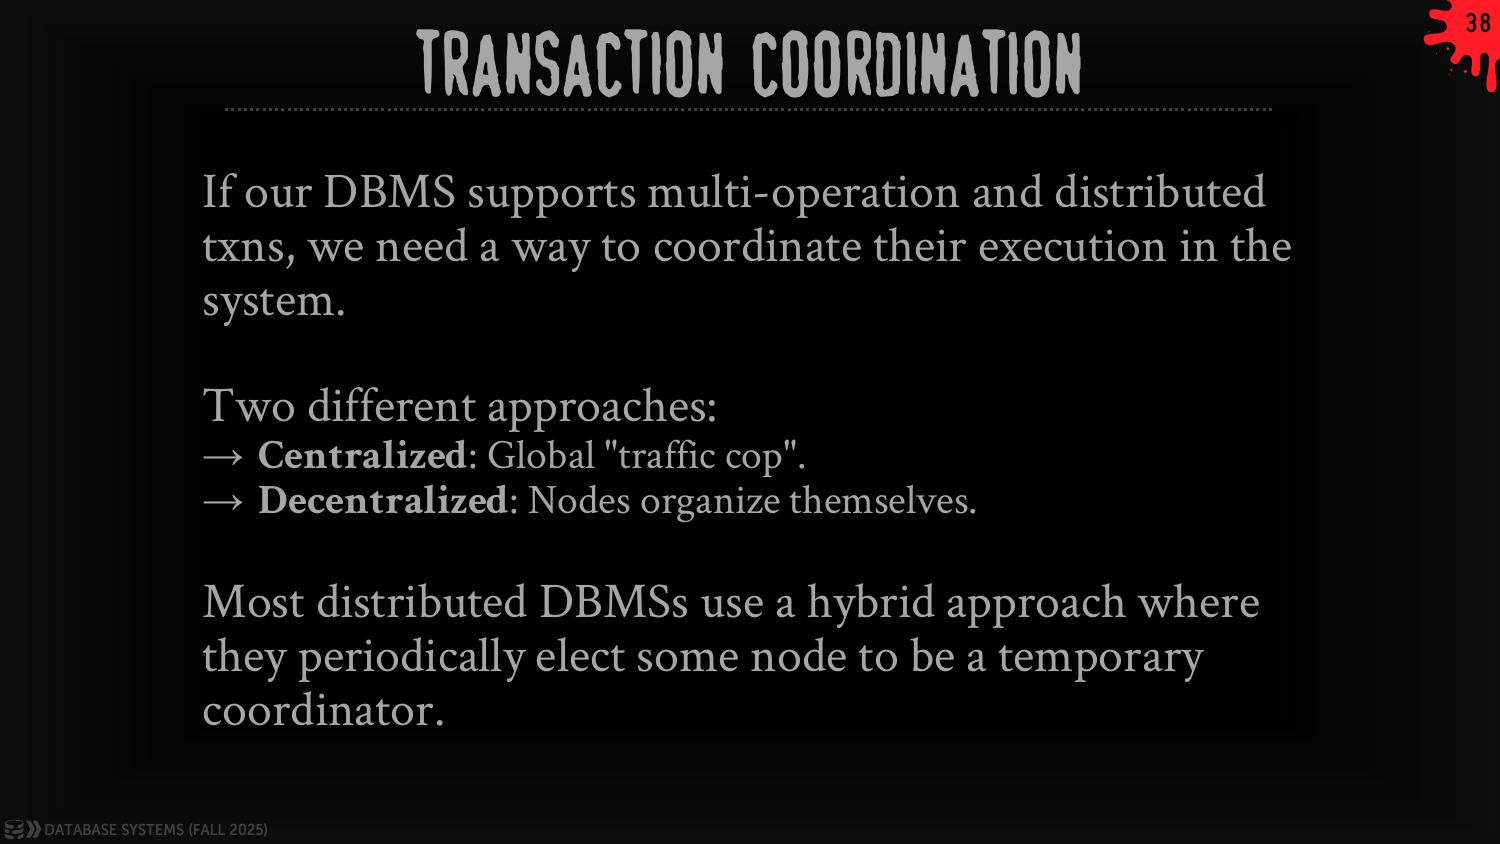 TRANSACTION COORDINATION
38
If our DBMS supports multi-operation and distributed
txns, we need a way to coordinate their execution in the
system.
Two different approaches:
→ Centralized: Global "traffic cop".
→ Decentralized: Nodes organize themselves.
Most distributed DBMSs use a hybrid approach where
they periodically elect some node to be a temporary
coordinator.
DATABASE SYSTEMS (FALL 2025)